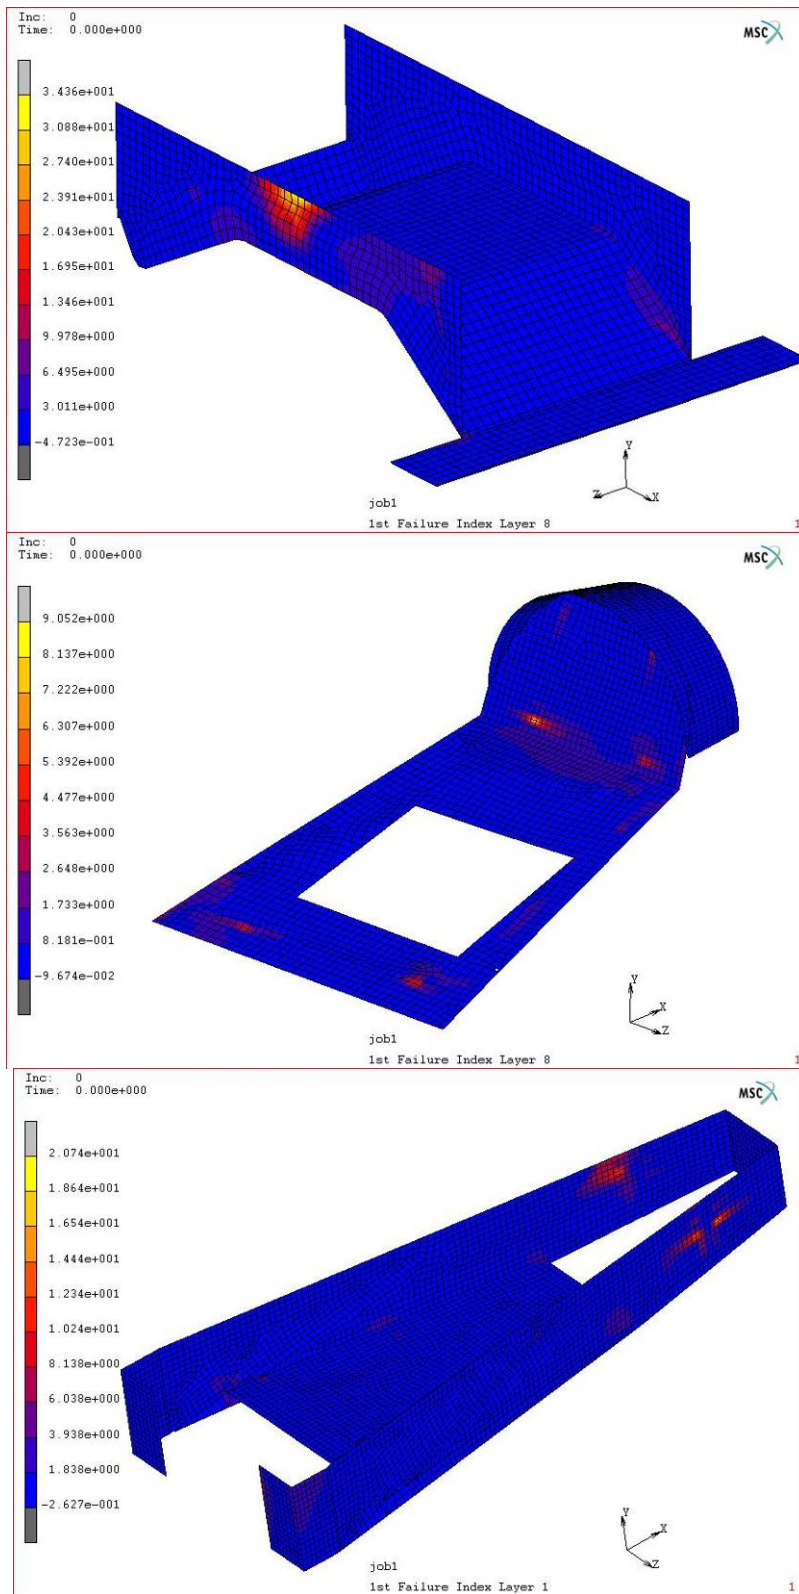 Inc: 0
Time: 0.000e+000
MSC
3.436e+001
3.088e+001
2.740e+001
2.391e+001
2.043e+001
1.695e+001
1.346e+001
9.978e+000
6.495e+000
3.011e+000
-4.723e-001
Y
Z
X
job1
1st Failure Index Layer 8
1
Inc: 0
Time: 0.000e+000
MSC
9.052e+000
8.137e+000
7.222e+000
6.307e+000
5.392e+000
4.477e+000
3.563e+000
2.648e+000
1.733e+000
8.181e-001
-9.674e-002
Y
X
Z
job1
1st Failure Index Layer 8
1
Inc: 0
Time: 0.000e+000
MSC
2.074e+001
1.864e+001
1.654e+001
1.444e+001
1.234e+001
1.024e+001
8.138e+000
6.038e+000
3.938e+000
1.838e+000
-2.627e-001
Y
X
Z
job1
1st Failure Index Layer 1
1